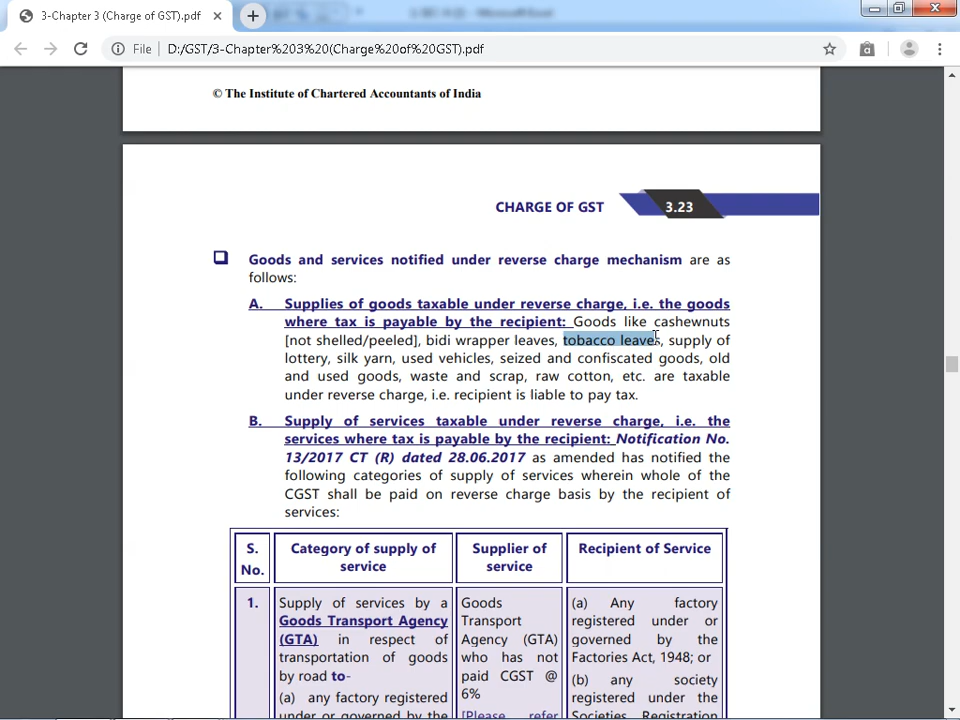 3-Chapter 3 (Charge of GST).pdf
File | D:/GST/3-Chapter%203%20(Charge%20of%20GST).pdf
© The Institute of Chartered Accountants of India
CHARGE OF GST 3.23
Goods and services notified under reverse charge mechanism are as
follows:
A. Supplies of goods taxable under reverse charge, i.e. the goods
where tax is payable by the recipient: Goods like cashewnuts
[not shelled/peeled], bidi wrapper leaves, tobacco leaves, supply of
lottery, silk yarn, used vehicles, seized and confiscated goods, old
and used goods, waste and scrap, raw cotton, etc. are taxable
under reverse charge, i.e. recipient is liable to pay tax.
B. Supply of services taxable under reverse charge, i.e. the
services where tax is payable by the recipient: Notification No.
13/2017 CT (R) dated 28.06.2017 as amended has notified the
following categories of supply of services wherein whole of the
CGST shall be paid on reverse charge basis by the recipient of
services:
S.
No.
Category of supply of
service
Supplier of
service
Recipient of Service
1.
Supply of services by a
Goods Transport Agency
(GTA) in respect of
transportation of goods
by road to-
(a) any factory registered
under or governed by the
Goods
Transport
Agency (GTA)
who has not
paid CGST @
6%
[Please refer
(a) Any factory
registered under or
governed by the
Factories Act, 1948; or
(b) any society
registered under the
Societies Registration